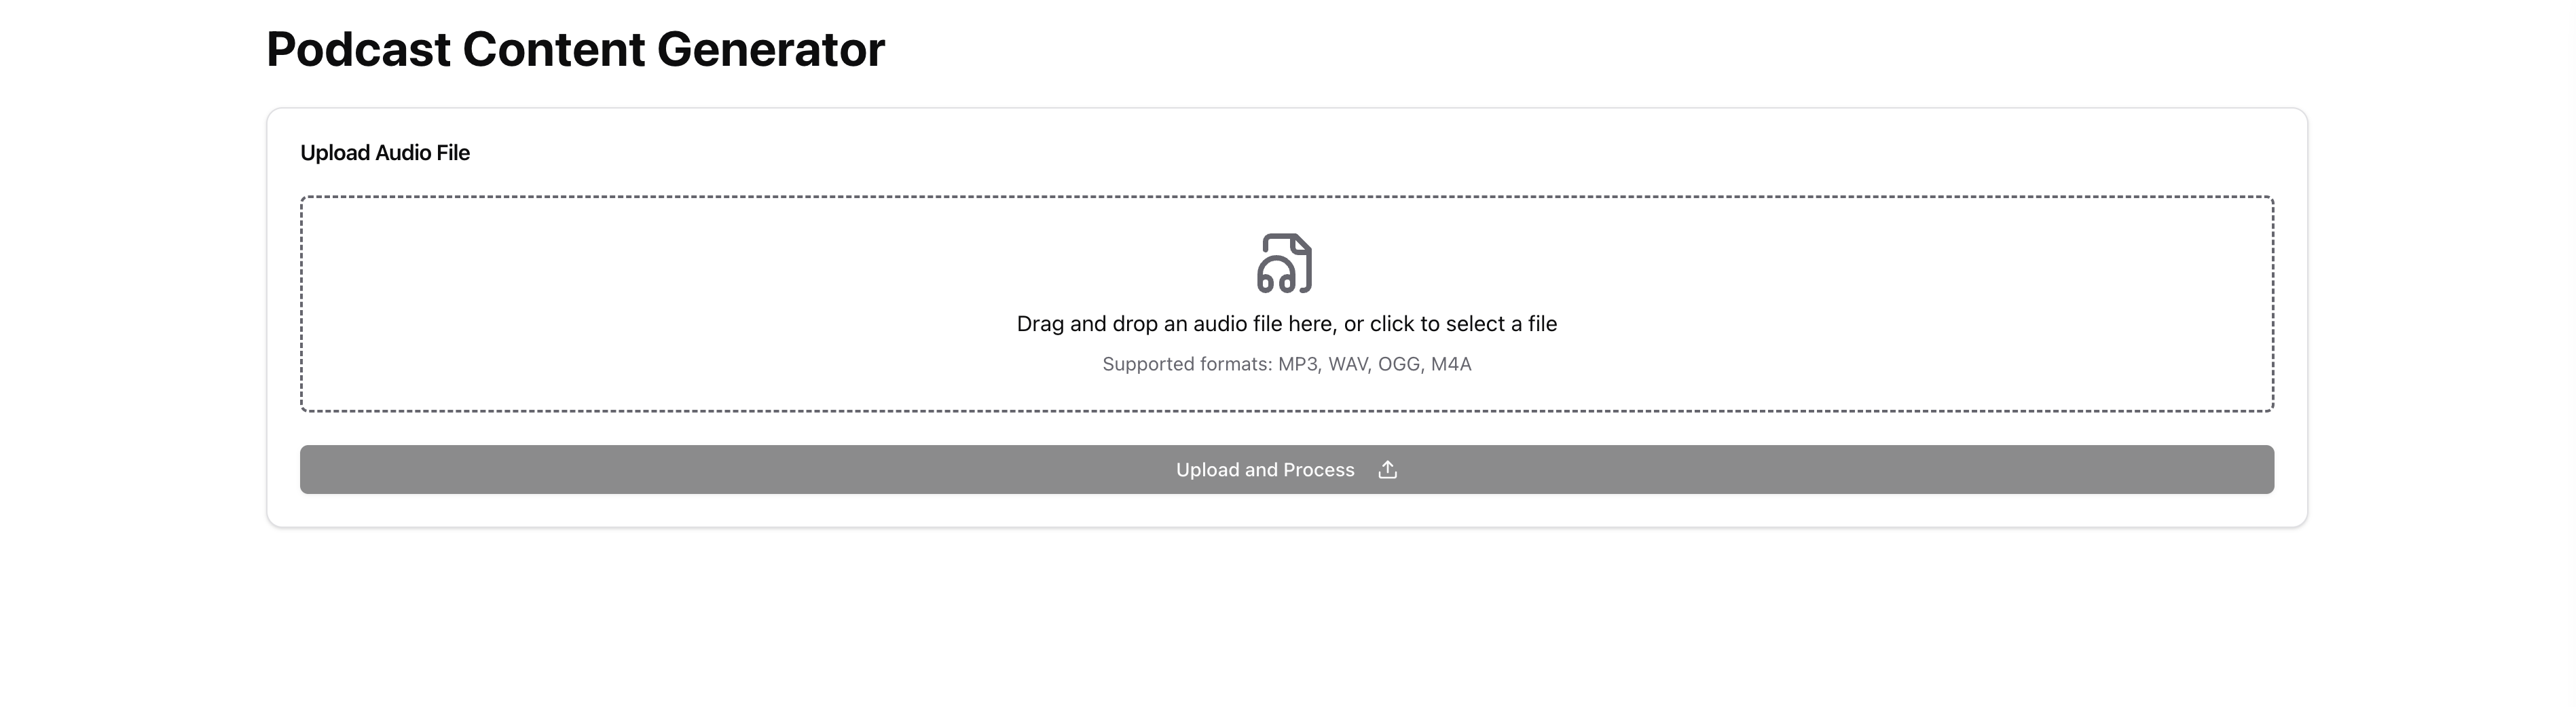 Podcast Content Generator
Upload Audio File
Drag and drop an audio file here, or click to select a file
Supported formats: MP3, WAV, OGG, M4A
Upload and Process